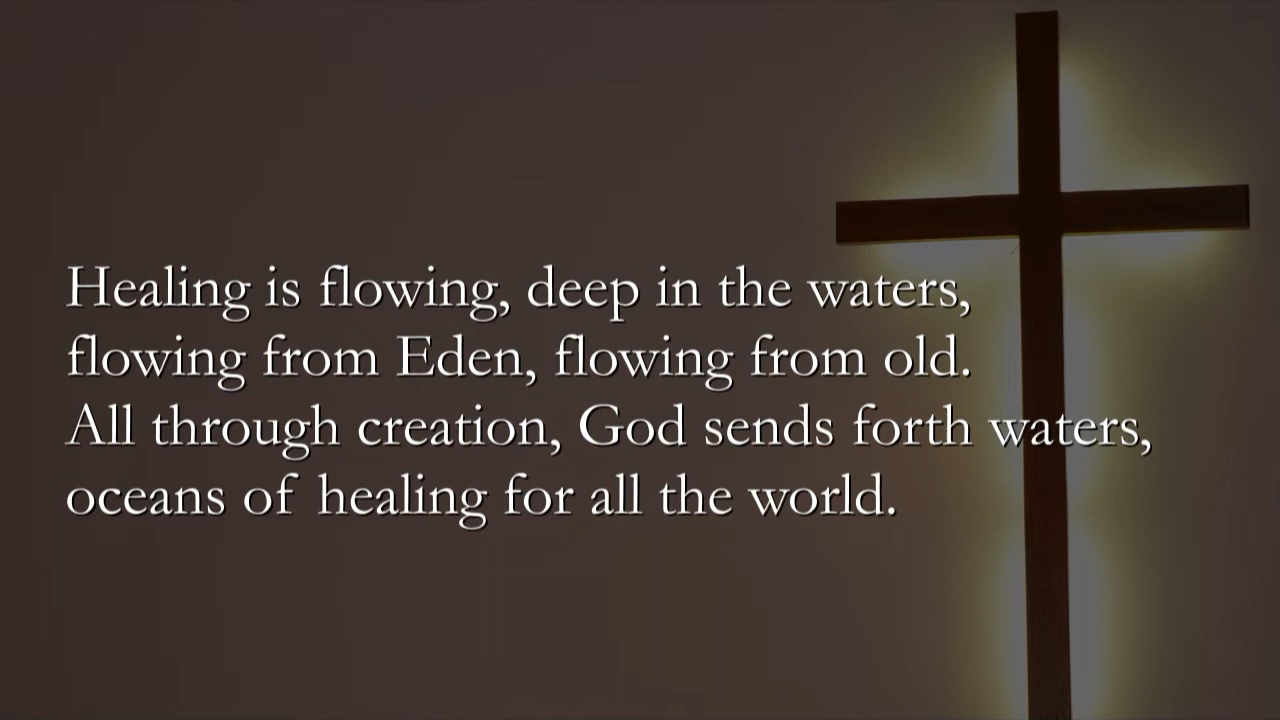 Healing is flowing, deep in the waters,
flowing from Eden, flowing from old.
All through creation, God sends forth waters,
oceans of healing for all the world.